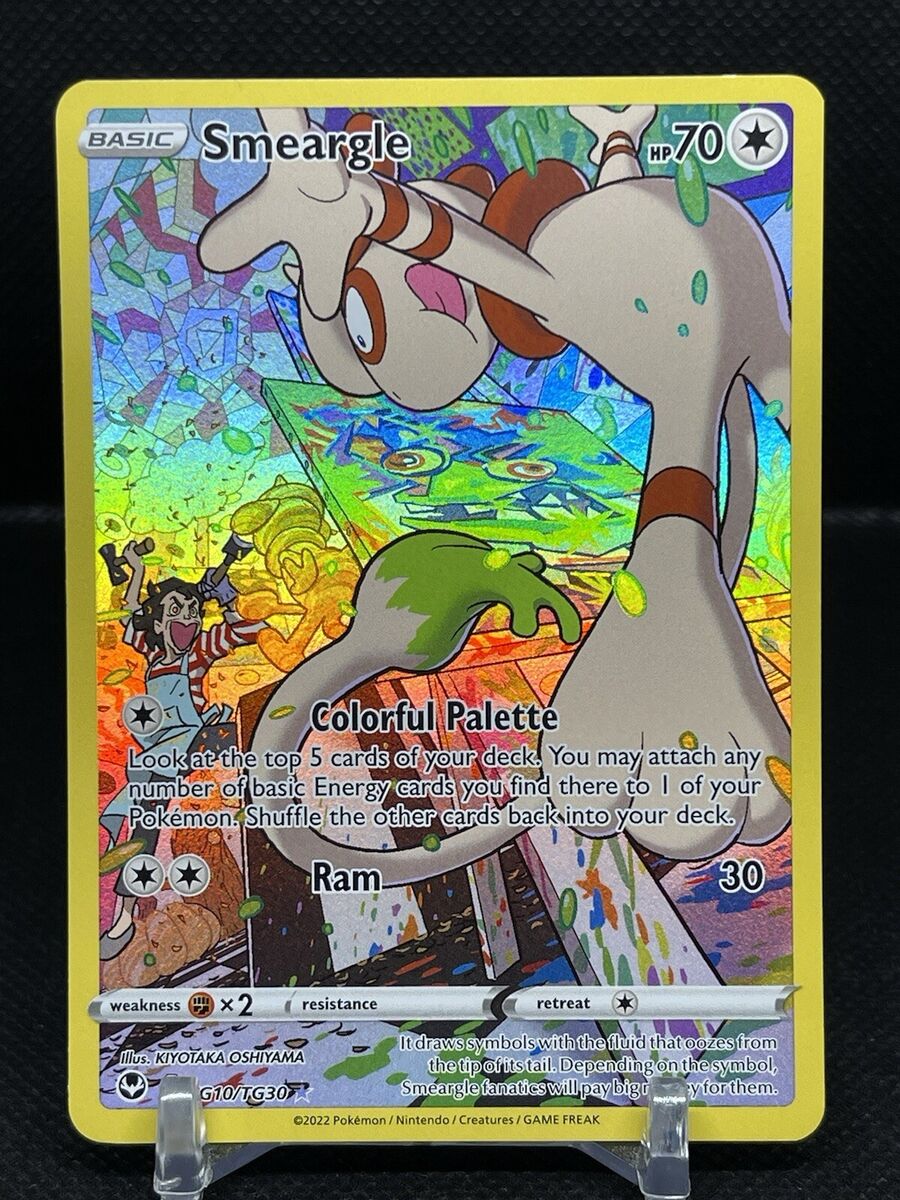 BASIC Smeargle HP70
Colorful Palette
Look at the top 5 cards of your deck. You may attach any
number of basic Energy cards you find there to 1 of your
Pokémon. Shuffle the other cards back into your deck.
Ram 30
weakness ×2 resistance retreat
Illus. KIYOTAKA OSHIYAMA
It draws symbols with the fluid that oozes from
the tip of its tail. Depending on the symbol,
Smeargle fanatics will pay big for them.
G10/TG30
©2022 Pokémon / Nintendo / Creatures / GAME FREAK